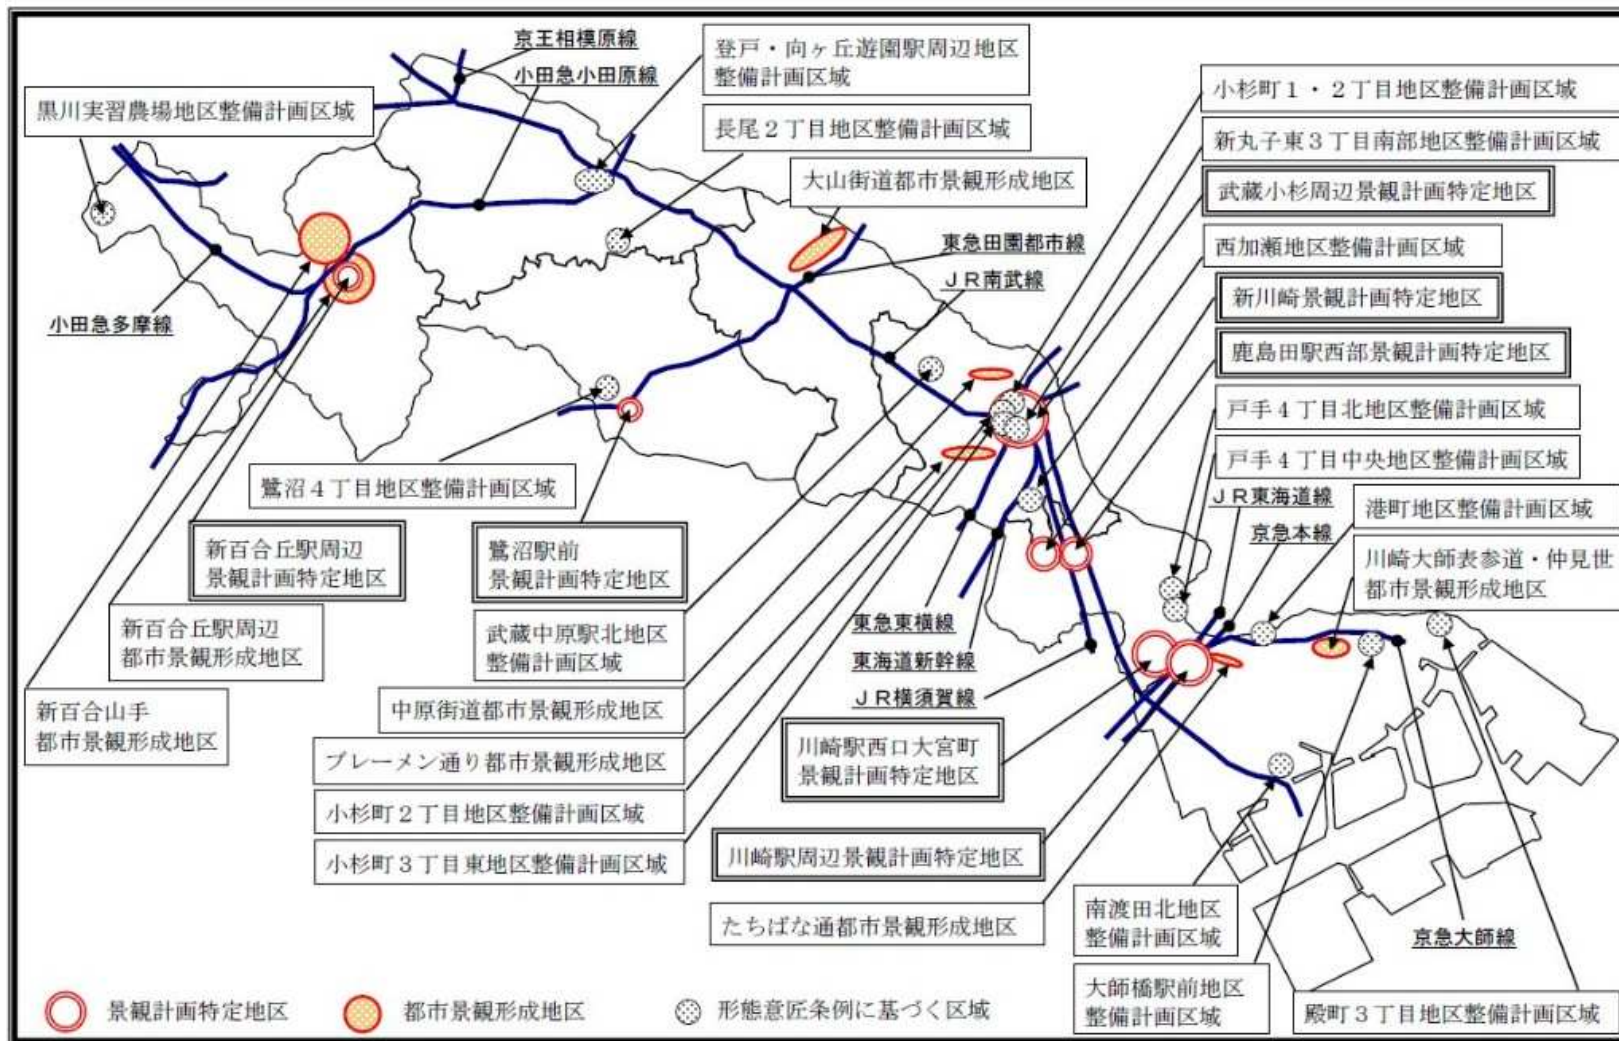 京王相模原線
小田急小田原線
登戸・向ヶ丘遊園駅周辺地区
整備計画区域
黒川実習農場地区整備計画区域
長尾２丁目地区整備計画区域
大山街道都市景観形成地区
小杉町１・２丁目地区整備計画区域
新丸子東３丁目南部地区整備計画区域
武蔵小杉周辺景観計画特定地区
西加瀬地区整備計画区域
新川崎景観計画特定地区
鹿島田駅西部景観計画特定地区
戸手４丁目北地区整備計画区域
戸手４丁目中央地区整備計画区域
東急田園都市線
ＪＲ南武線
小田急多摩線
鷺沼４丁目地区整備計画区域
新百合丘駅周辺
景観計画特定地区
鷺沼駅前
景観計画特定地区
新百合丘駅周辺
都市景観形成地区
新百合山手
都市景観形成地区
武蔵中原駅北地区
整備計画区域
中原街道都市景観形成地区
ブレーメン通り都市景観形成地区
小杉町２丁目地区整備計画区域
小杉町３丁目東地区整備計画区域
東急東横線
東海道新幹線
ＪＲ横須賀線
ＪＲ東海道線
京急本線
港町地区整備計画区域
川崎大師表参道・仲見世
都市景観形成地区
川崎駅西口大宮町
景観計画特定地区
川崎駅周辺景観計画特定地区
たちばな通都市景観形成地区
南渡田北地区
整備計画区域
京急大師線
大師橋駅前地区
整備計画区域
殿町３丁目地区整備計画区域
景観計画特定地区
都市景観形成地区
形態意匠条例に基づく区域